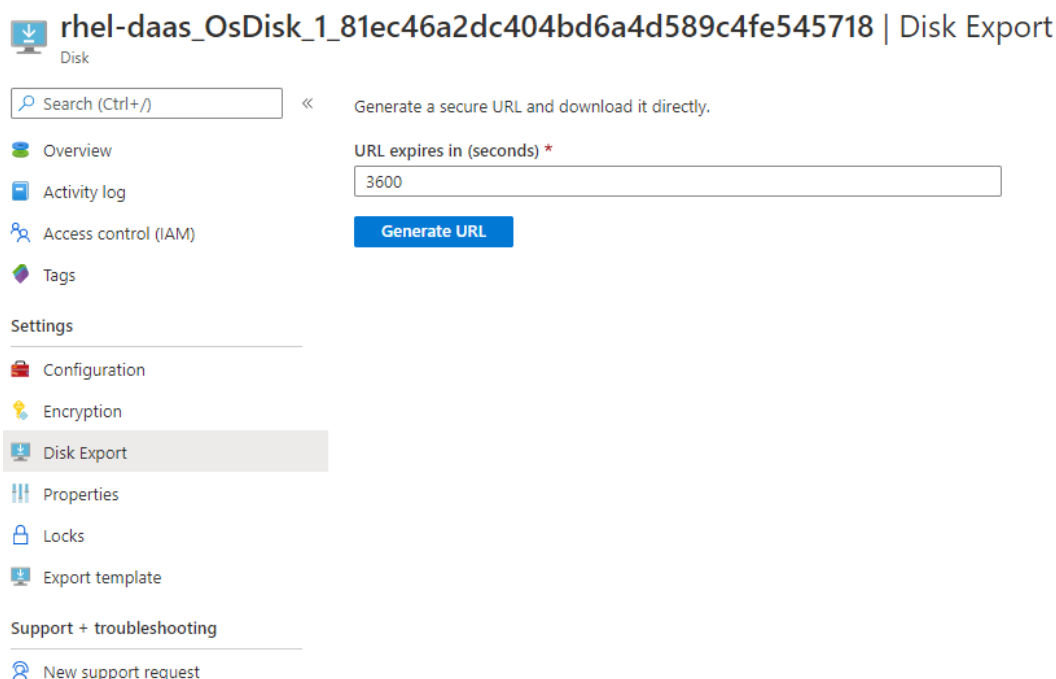 rhel-daas_OsDisk_1_81ec46a2dc404bd6a4d589c4fe545718 | Disk Export
Disk
Search (Ctrl+/)
«
Overview
Activity log
Access control (IAM)
Tags
Settings
Configuration
Encryption
Disk Export
Properties
Locks
Export template
Support + troubleshooting
New support request
Generate a secure URL and download it directly.
URL expires in (seconds) *
3600
Generate URL